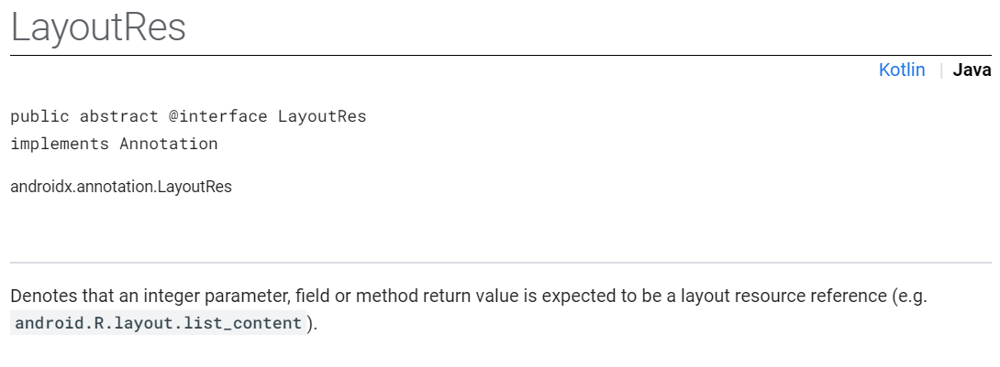 LayoutRes
Kotlin | Java
public abstract @interface LayoutRes
implements Annotation
androidx.annotation.LayoutRes
Denotes that an integer parameter, field or method return value is expected to be a layout resource reference (e.g.
android.R.layout.list_content).